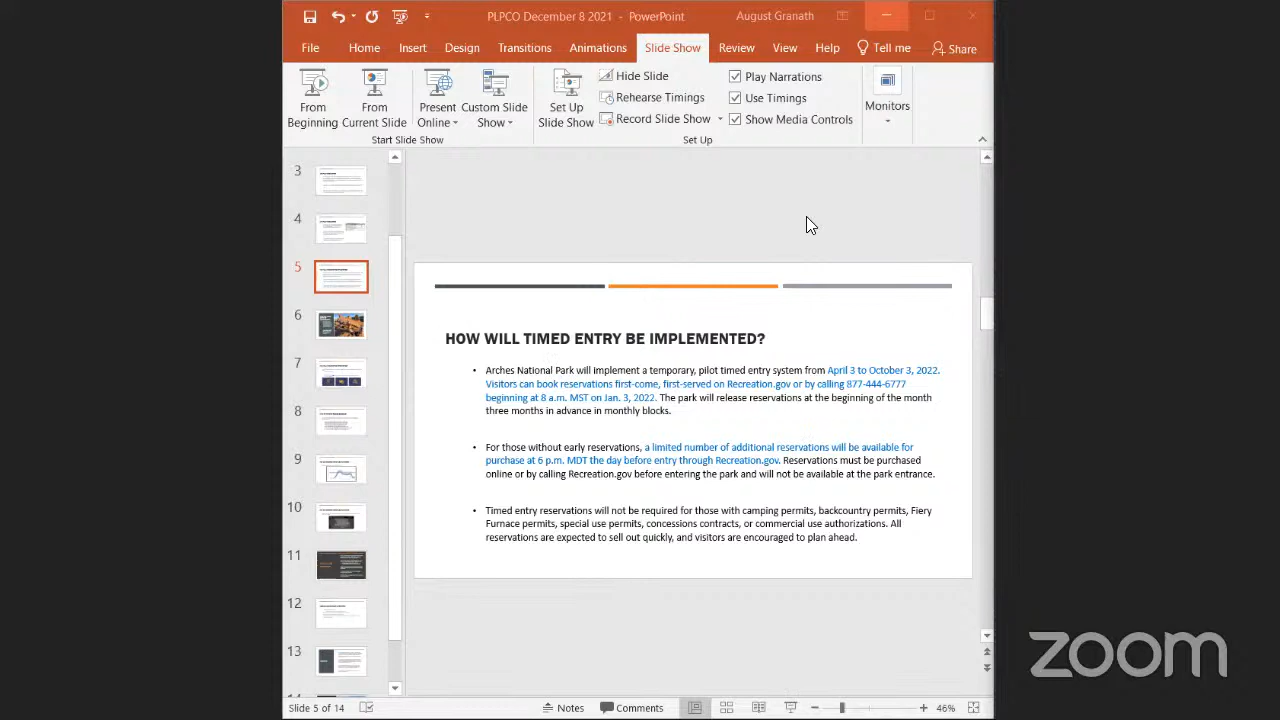 PLPCO December 8 2021 - PowerPoint
August Granath
File
Home
Insert
Design
Transitions
Animations
Slide Show
Review
View
Help
Tell me
Share
From Beginning
From Current Slide
Present Online
Custom Slide Show
Start Slide Show
Set Up Slide Show
Hide Slide
Rehearse Timings
Record Slide Show
Play Narrations
Use Timings
Show Media Controls
Set Up
Monitors
3
4
5
6
7
8
9
10
11
12
13
HOW WILL TIMED ENTRY BE IMPLEMENTED?
• Arches National Park will implement a temporary, pilot timed entry system from April 3 to October 3, 2022.
Visitors can book reservations first-come, first-served on Recreation.gov or by calling 877-444-6777
beginning at 8 a.m. MST on Jan. 3, 2022. The park will release reservations at the beginning of the month
three months in advance in monthly blocks.
• For those without early reservations, a limited number of additional reservations will be available for
purchase at 6 p.m. MDT the day before entry through Recreation.gov. Reservations must be purchased
online or by calling Recreation.gov before entering the park and will not be available at the park entrance.
• Timed entry reservations will not be required for those with camping permits, backcountry permits, Fiery
Furnace permits, special use permits, concessions contracts, or commercial use authorizations. All
reservations are expected to sell out quickly, and visitors are encouraged to plan ahead.
Slide 5 of 14
Notes
Comments
46%
zoom